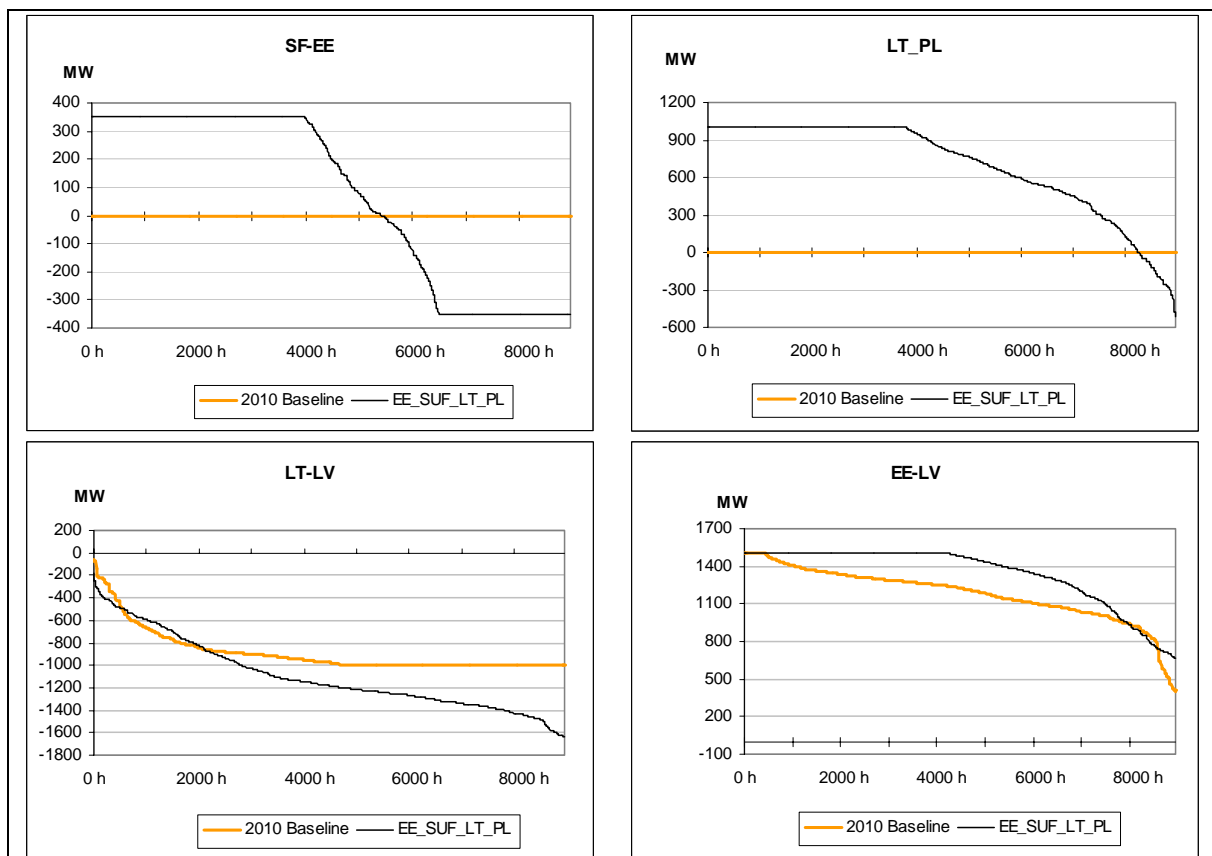 SF-EE
MW
400
300
200
100
0
-100
-200
-300
-400
0 h 2000 h 4000 h 6000 h 8000 h
2010 Baseline EE_SUF_LT_PL
LT_PL
MW
1200
900
600
300
0
-300
-600
0 h 2000 h 4000 h 6000 h 8000 h
2010 Baseline EE_SUF_LT_PL
LT-LV
MW
200
0
-200
-400
-600
-800
-1000
-1200
-1400
-1600
-1800
0 h 2000 h 4000 h 6000 h 8000 h
2010 Baseline EE_SUF_LT_PL
EE-LV
MW
1700
1400
1100
800
500
200
-100
0 h 2000 h 4000 h 6000 h 8000 h
2010 Baseline EE_SUF_LT_PL